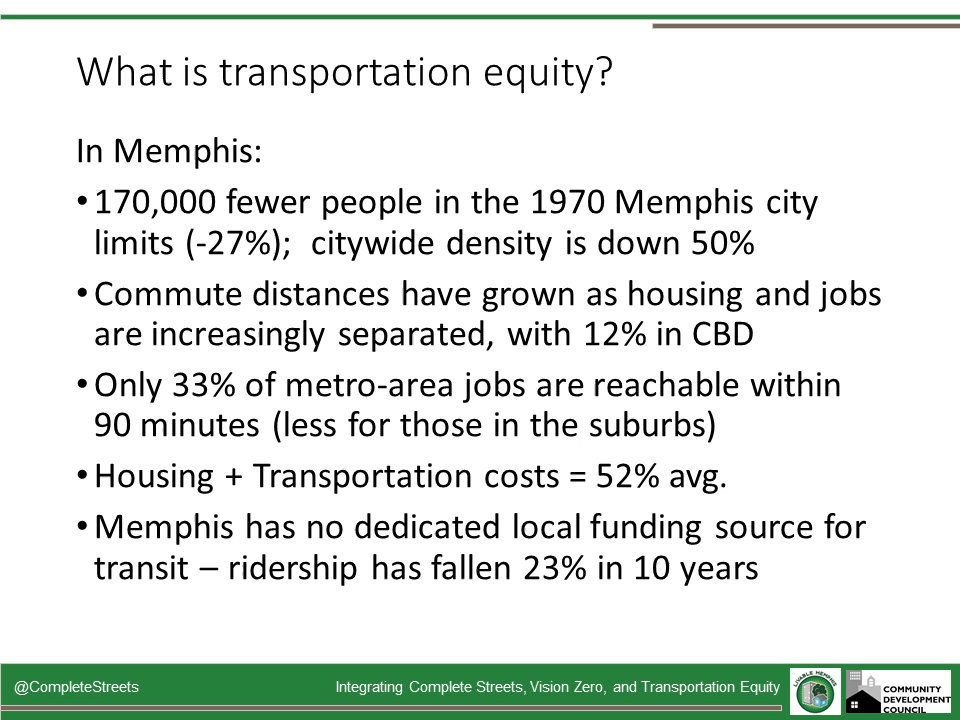 What is transportation equity?
In Memphis:
• 170,000 fewer people in the 1970 Memphis city
limits (-27%);  citywide density is down 50%
• Commute distances have grown as housing and jobs
are increasingly separated, with 12% in CBD
• Only 33% of metro-area jobs are reachable within
90 minutes (less for those in the suburbs)
• Housing + Transportation costs = 52% avg.
• Memphis has no dedicated local funding source for
transit – ridership has fallen 23% in 10 years
@CompleteStreets
Integrating Complete Streets, Vision Zero, and Transportation Equity
LIVABLE MEMPHIS
COMMUNITY
DEVELOPMENT
COUNCIL